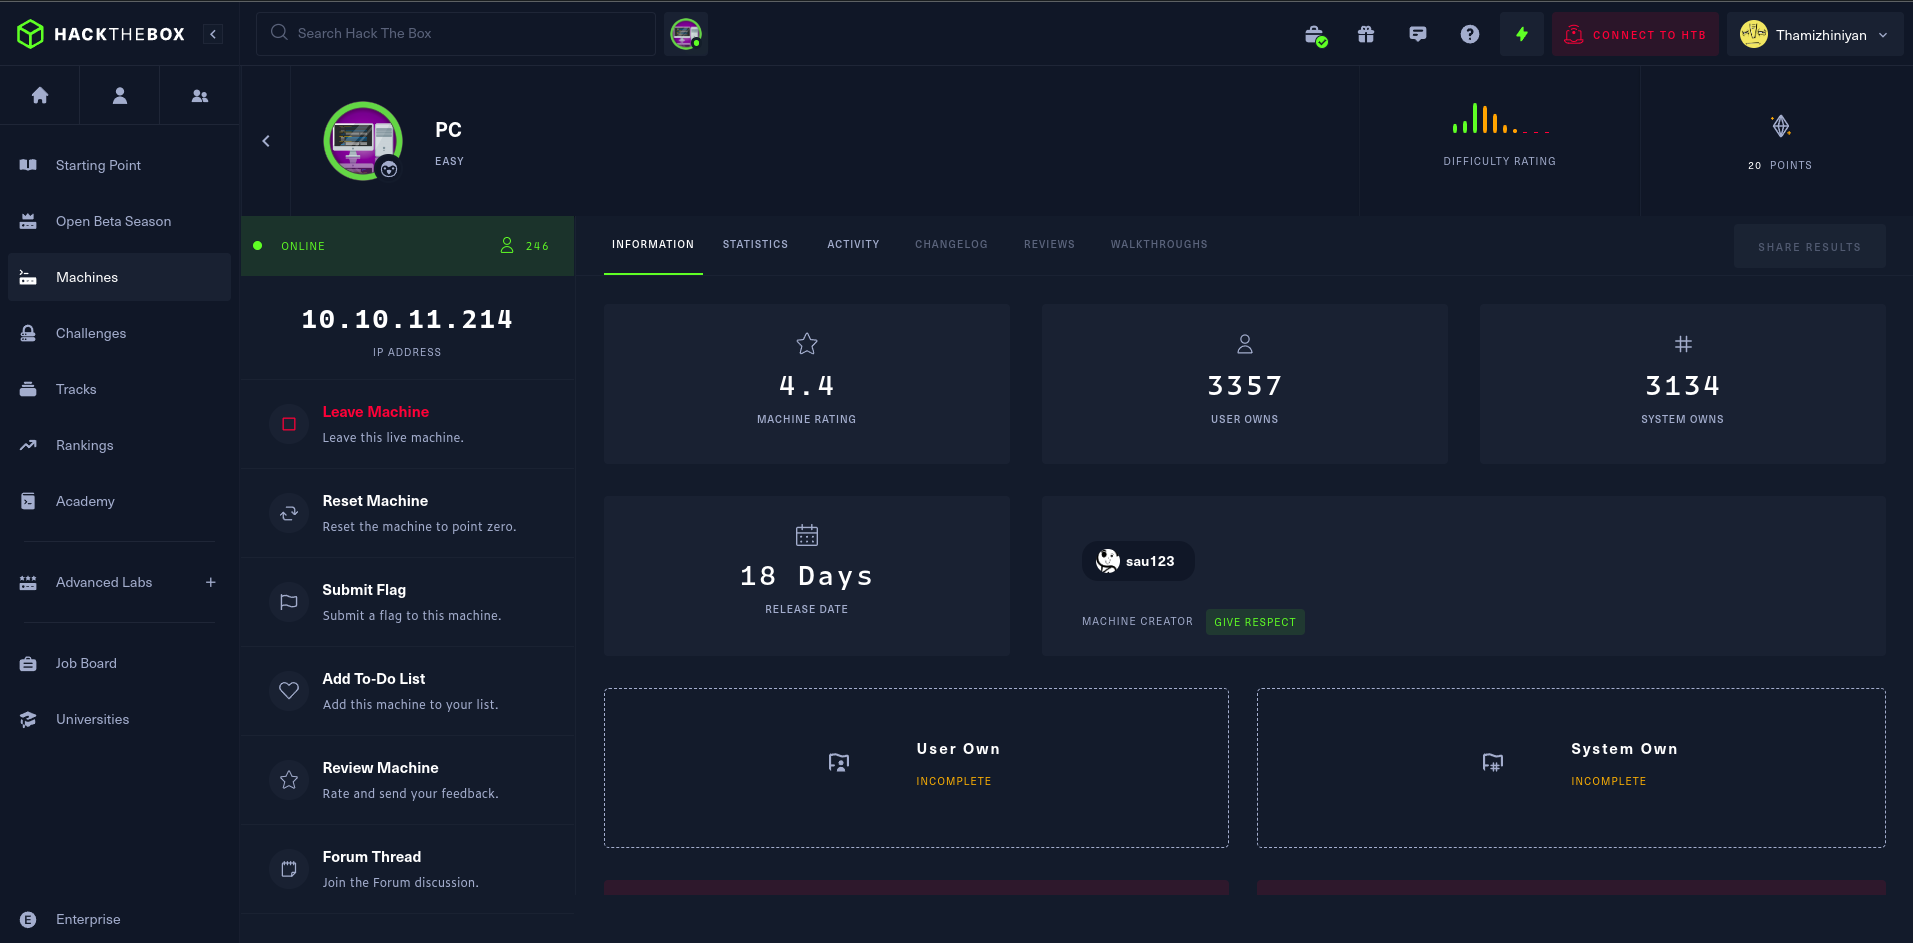 HACKTHEBOX
Search Hack The Box
CONNECT TO HTB
Thamizhiniyan
Starting Point
Open Beta Season
Machines
Challenges
Tracks
Rankings
Academy
Advanced Labs
Job Board
Universities
Enterprise
PC
EASY
DIFFICULTY RATING
20 POINTS
ONLINE
246
10.10.11.214
IP ADDRESS
Leave Machine
Leave this live machine.
Reset Machine
Reset the machine to point zero.
Submit Flag
Submit a flag to this machine.
Add To-Do List
Add this machine to your list.
Review Machine
Rate and send your feedback.
Forum Thread
Join the Forum discussion.
INFORMATION
STATISTICS
ACTIVITY
CHANGELOG
REVIEWS
WALKTHROUGHS
SHARE RESULTS
4.4
MACHINE RATING
3357
USER OWNS
3134
SYSTEM OWNS
18 Days
RELEASE DATE
sau123
MACHINE CREATOR
GIVE RESPECT
User Own
INCOMPLETE
System Own
INCOMPLETE